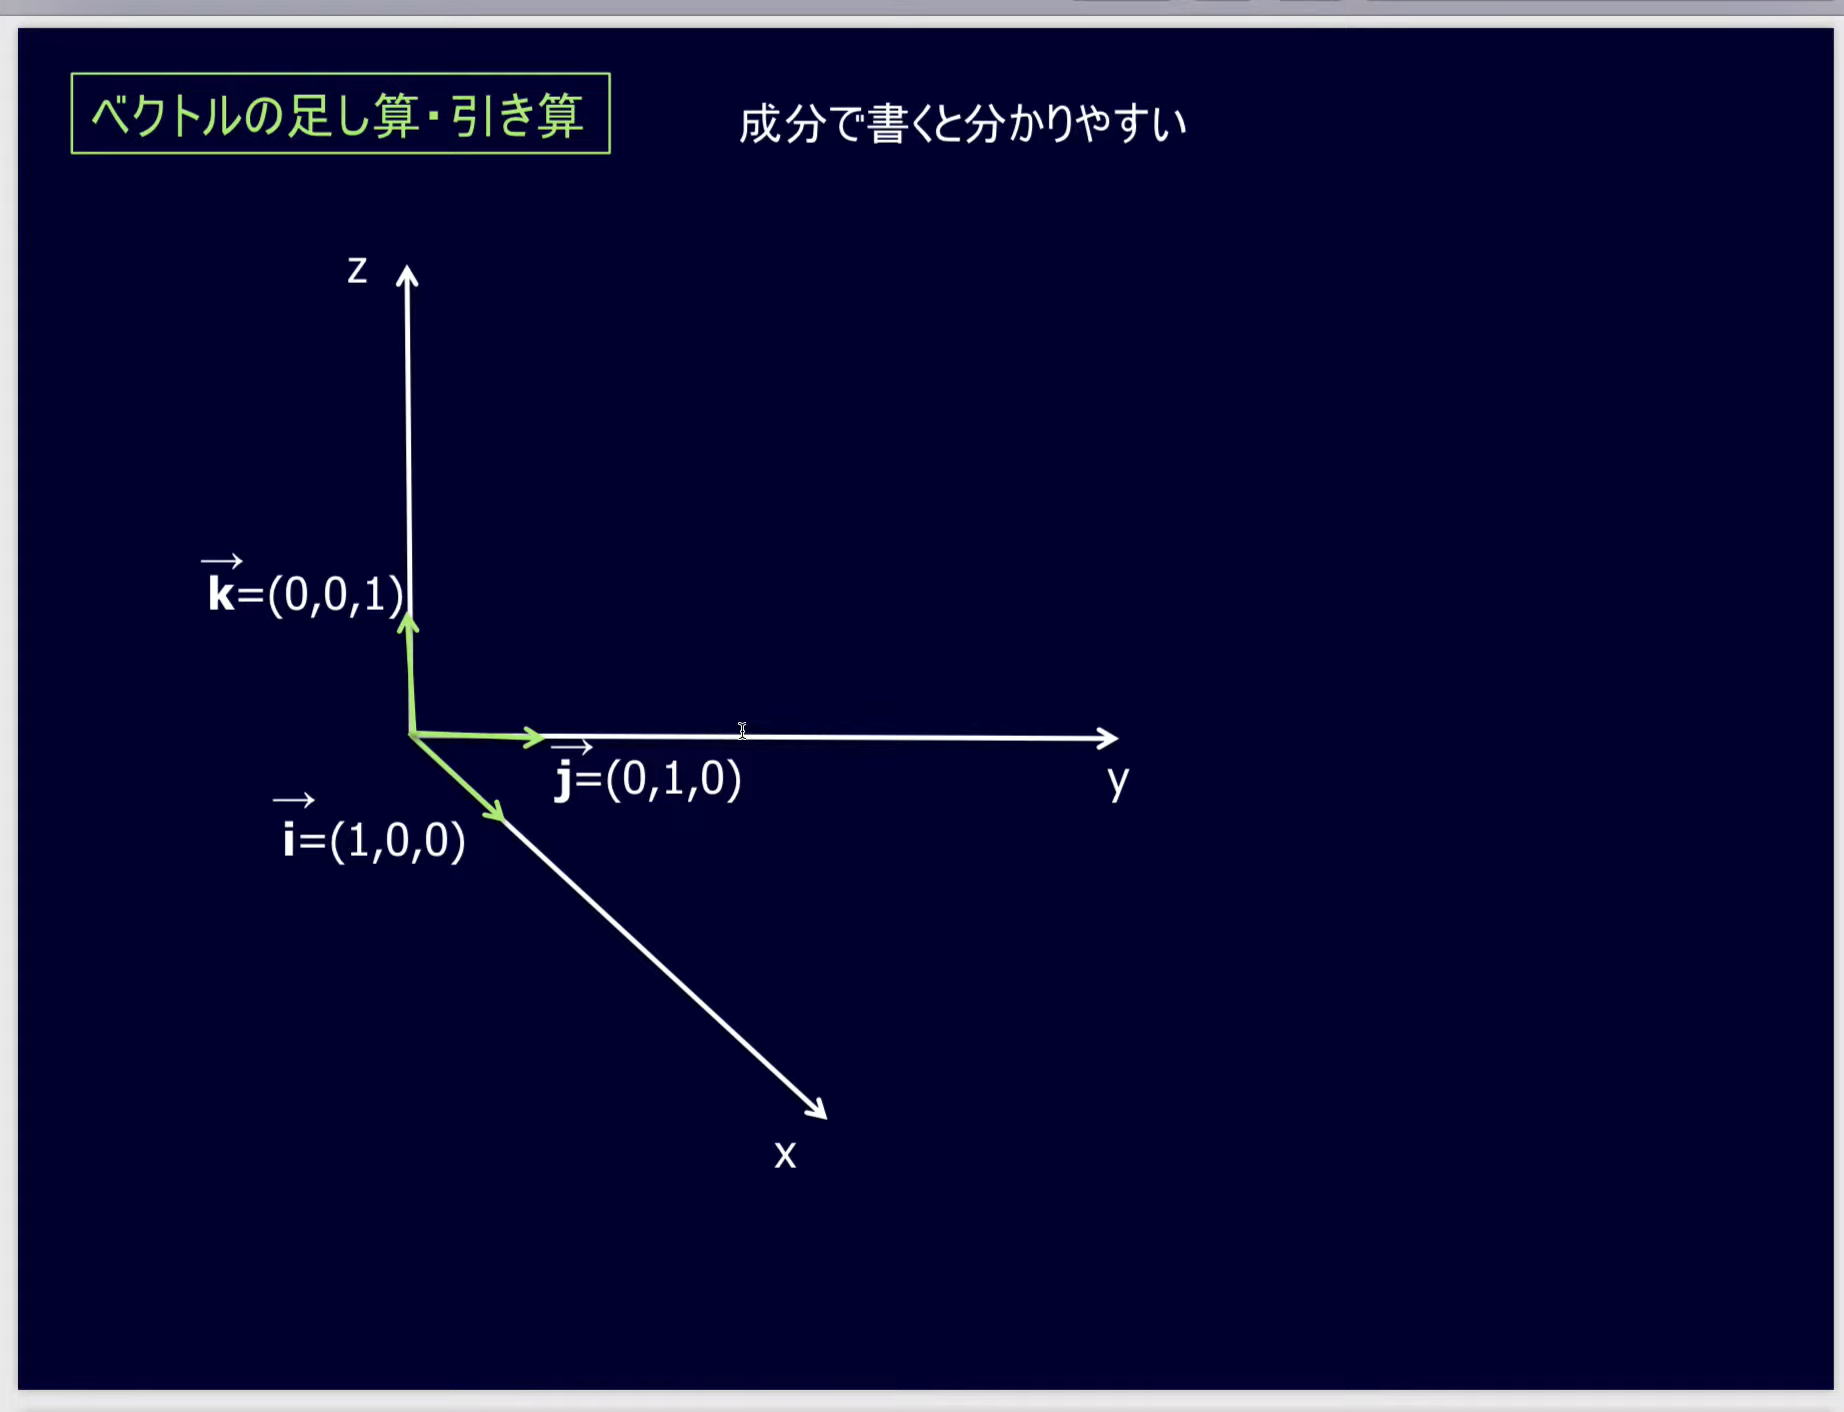 ベクトルの足し算・引き算
成分で書くと分かりやすい
z
k=(0,0,1)
j=(0,1,0)
y
i=(1,0,0)
x